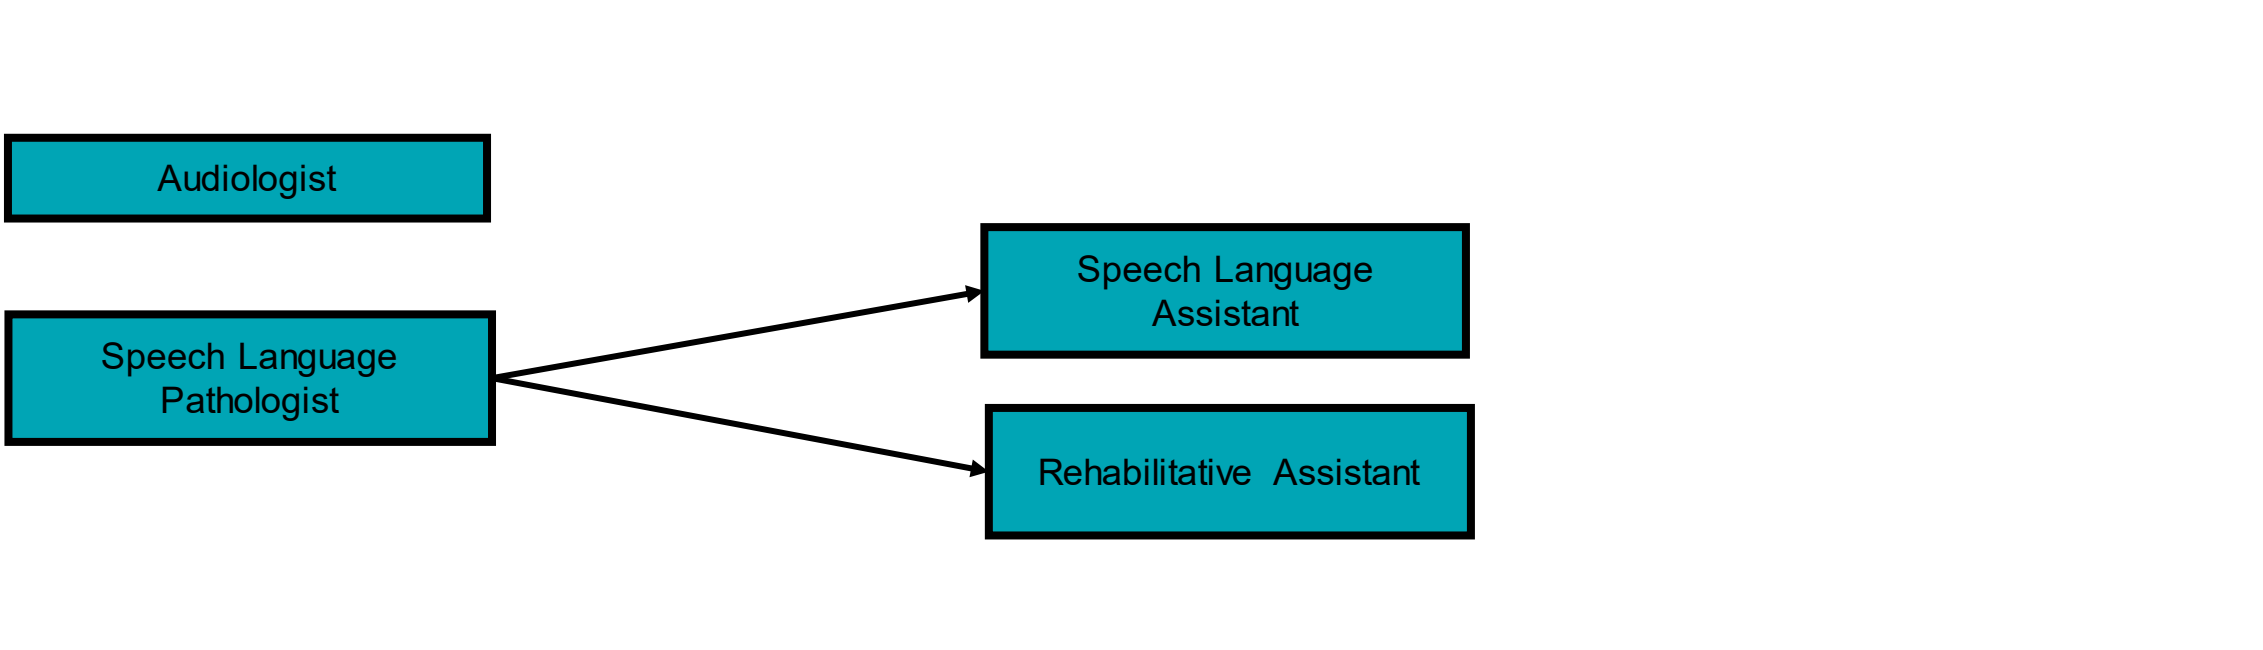 Audiologist
Speech Language
Pathologist
Speech Language
Assistant
Rehabilitative  Assistant